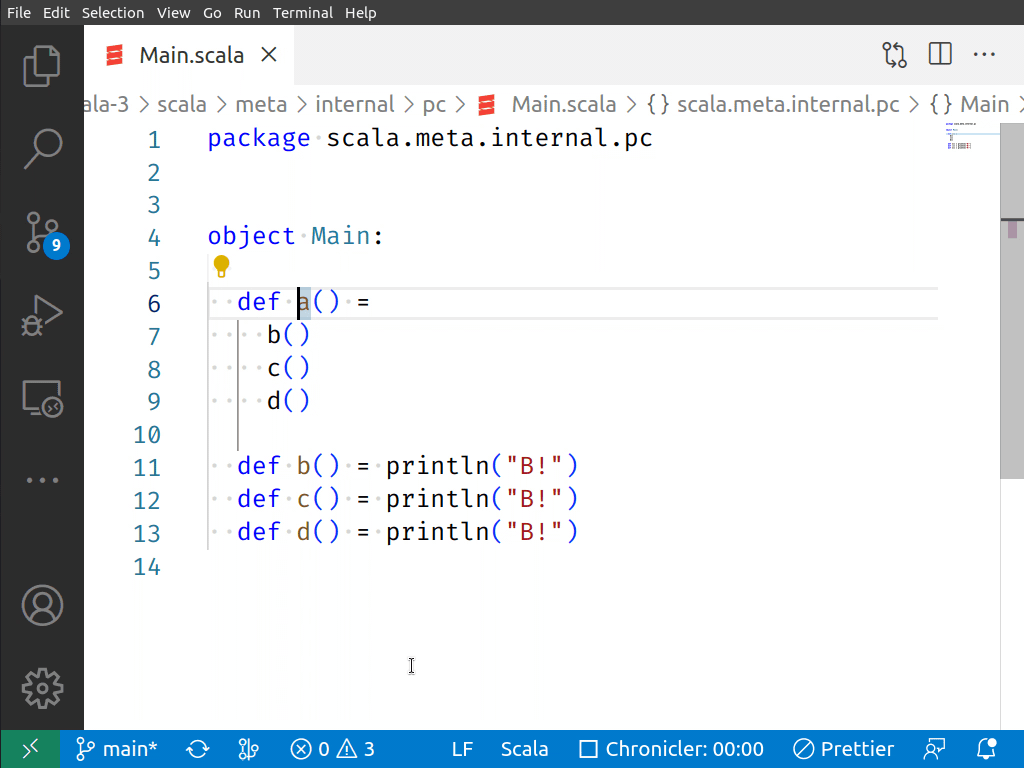 File Edit Selection View Go Run Terminal Help
Main.scala
ala-3 > scala > meta > internal > pc > Main.scala > {} scala.meta.internal.pc > {} Main >
1 package scala.meta.internal.pc
2
3
4 object Main:
5
6 def a() =
7 b()
8 c()
9 d()
10
11 def b() = println("B!")
12 def c() = println("B!")
13 def d() = println("B!")
14
9
main* 0 3 LF Scala Chronicler: 00:00 Prettier